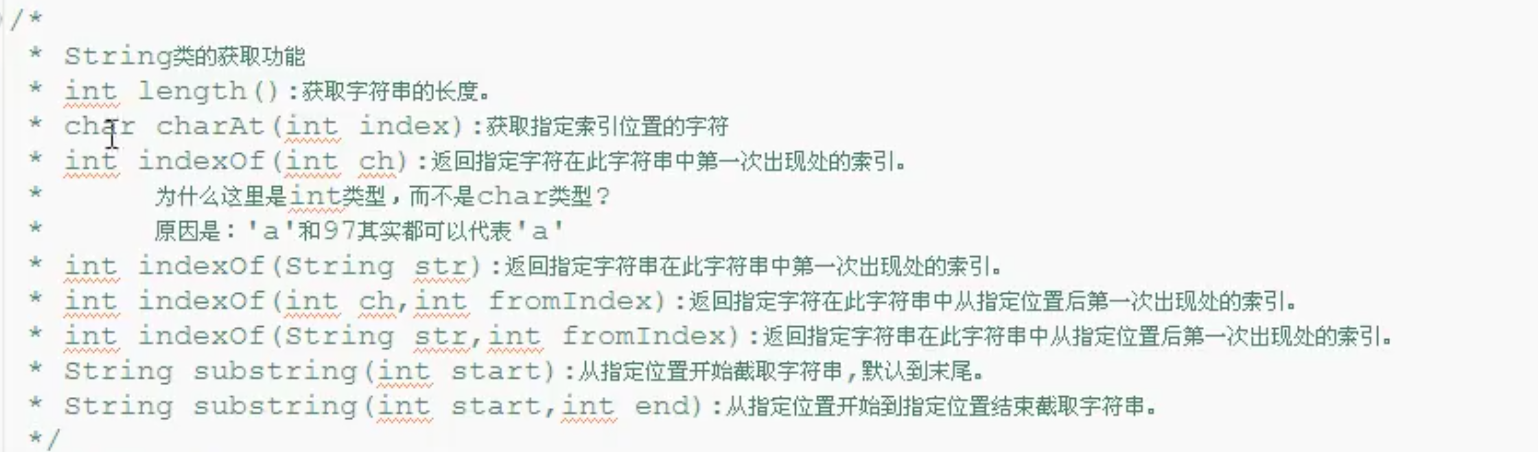 /*
* String类的获取功能
* int length():获取字符串的长度。
* char charAt(int index):获取指定索引位置的字符
* int indexOf(int ch):返回指定字符在此字符串中第一次出现处的索引。
* 为什么这里是int类型，而不是char类型？
* 原因是：'a'和97其实都可以代表'a'
* int indexOf(String str):返回指定字符串在此字符串中第一次出现处的索引。
* int indexOf(int ch,int fromIndex):返回指定字符在此字符串中从指定位置后第一次出现处的索引。
* int indexOf(String str,int fromIndex):返回指定字符串在此字符串中从指定位置后第一次出现处的索引。
* String substring(int start):从指定位置开始截取字符串,默认到末尾。
* String substring(int start,int end):从指定位置开始到指定位置结束截取字符串。
*/